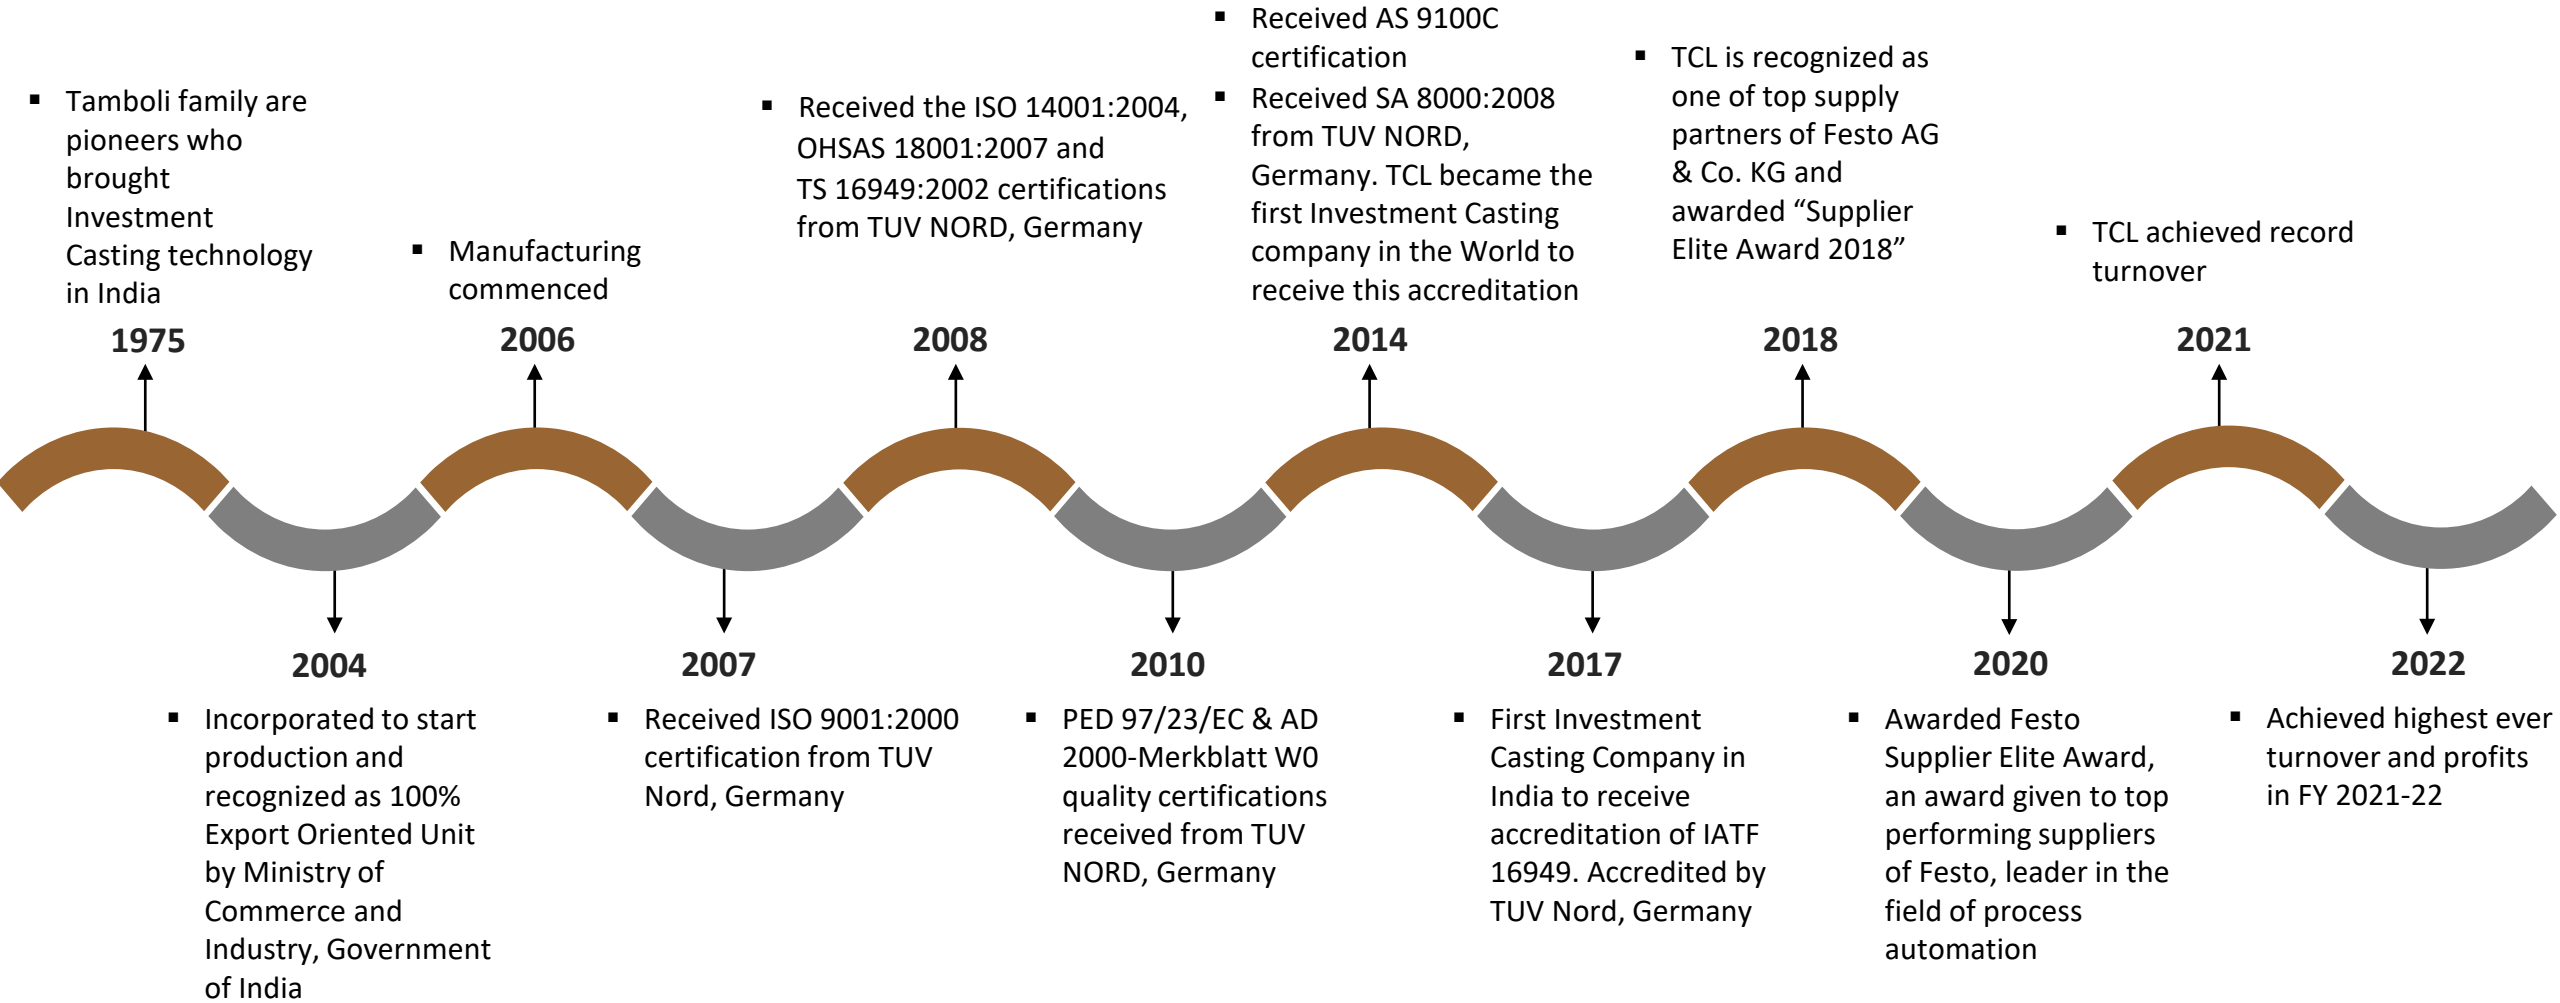 ▪ Tamboli family are
pioneers who
brought
Investment
Casting technology
in India
1975
▪ Incorporated to start
production and
recognized as 100%
Export Oriented Unit
by Ministry of
Commerce and
Industry, Government
of India
2004
▪ Manufacturing
commenced
2006
2007
▪ Received ISO 9001:2000
certification from TUV
Nord, Germany
▪ Received the ISO 14001:2004,
OHSAS 18001:2007 and
TS 16949:2002 certifications
from TUV NORD, Germany
2008
2010
▪ PED 97/23/EC & AD
2000-Merkblatt W0
quality certifications
received from TUV
NORD, Germany
▪ Received AS 9100C
certification
▪ Received SA 8000:2008
from TUV NORD,
Germany. TCL became the
first Investment Casting
company in the World to
receive this accreditation
2014
2017
▪ First Investment
Casting Company in
India to receive
accreditation of IATF
16949. Accredited by
TUV Nord, Germany
▪ TCL is recognized as
one of top supply
partners of Festo AG
& Co. KG and
awarded “Supplier
Elite Award 2018”
2018
2020
▪ Awarded Festo
Supplier Elite Award,
an award given to top
performing suppliers
of Festo, leader in the
field of process
automation
▪ TCL achieved record
turnover
2021
2022
▪ Achieved highest ever
turnover and profits
in FY 2021-22